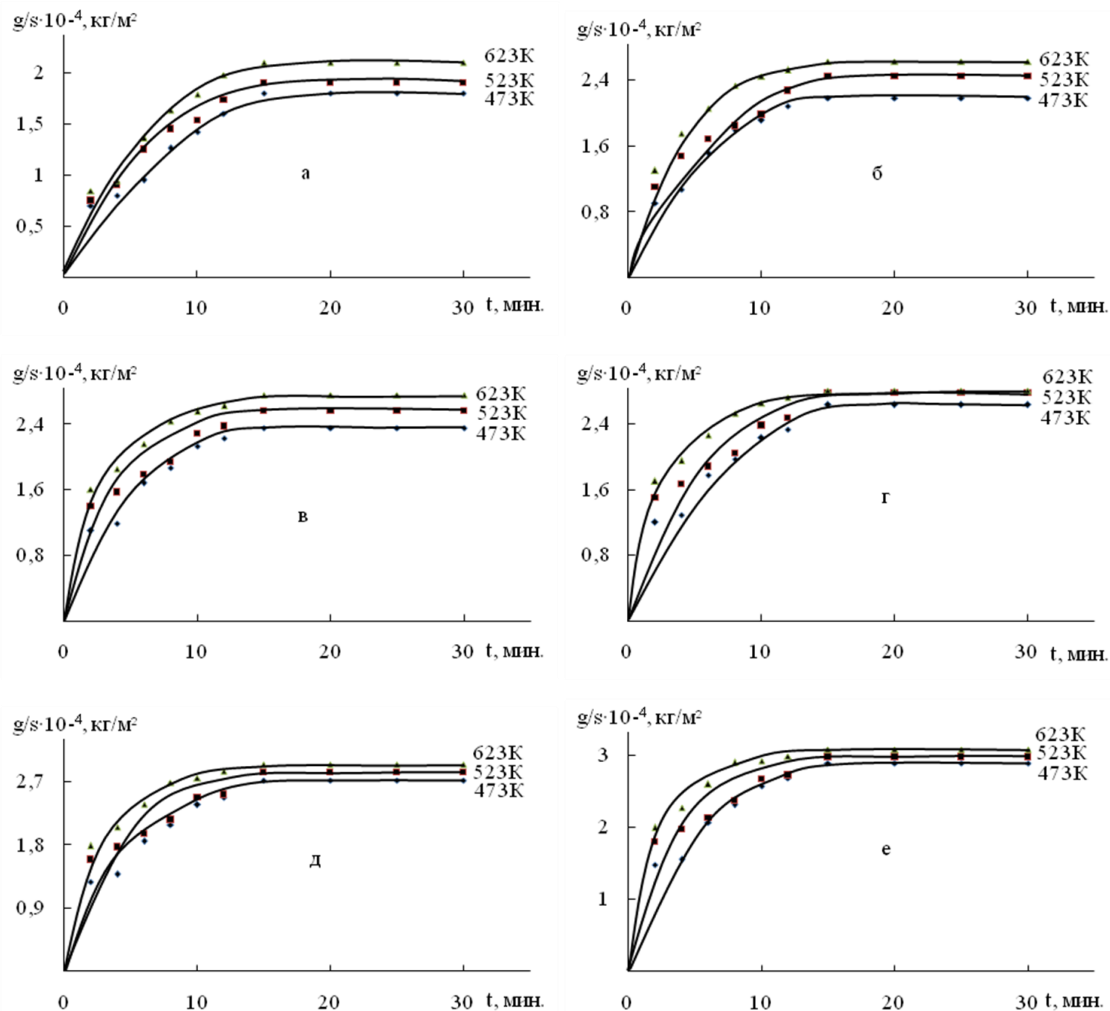 g/s·10-⁴, кг/м²
2
1,5
1
0,5
0 10 20 30 t, мин.
623К
523К
473К
а
g/s·10-⁴, кг/м²
2,4
1,6
0,8
0 10 20 30 t, мин.
623К
523К
473К
б
g/s·10-⁴, кг/м²
2,4
1,6
0,8
0 10 20 30 t, мин.
623К
523К
473К
в
g/s·10-⁴, кг/м²
2,4
1,6
0,8
0 10 20 30 t, мин.
623К
523К
473К
г
g/s·10-⁴, кг/м²
2,7
1,8
0,9
0 10 20 30 t, мин.
623К
523К
473К
д
g/s·10-⁴, кг/м²
3
2
1
0 10 20 30 t, мин.
623К
523К
473К
е